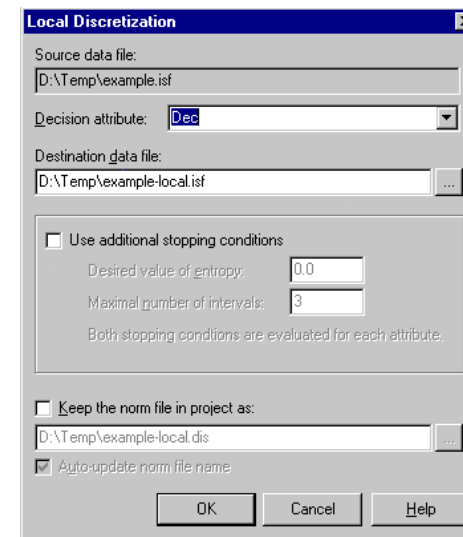 Local Discretization
Source data file:
D:\Temp\example.isf
Decision attribute: Dec
Destination data file:
D:\Temp\example-local.isf ...
Use additional stopping conditions
Desired value of entropy: 0.0
Maximal number of intervals: 3
Both stopping condtions are evaluated for each attribute.
Keep the norm file in project as:
D:\Temp\example-local.dis ...
Auto-update norm file name
OK Cancel Help